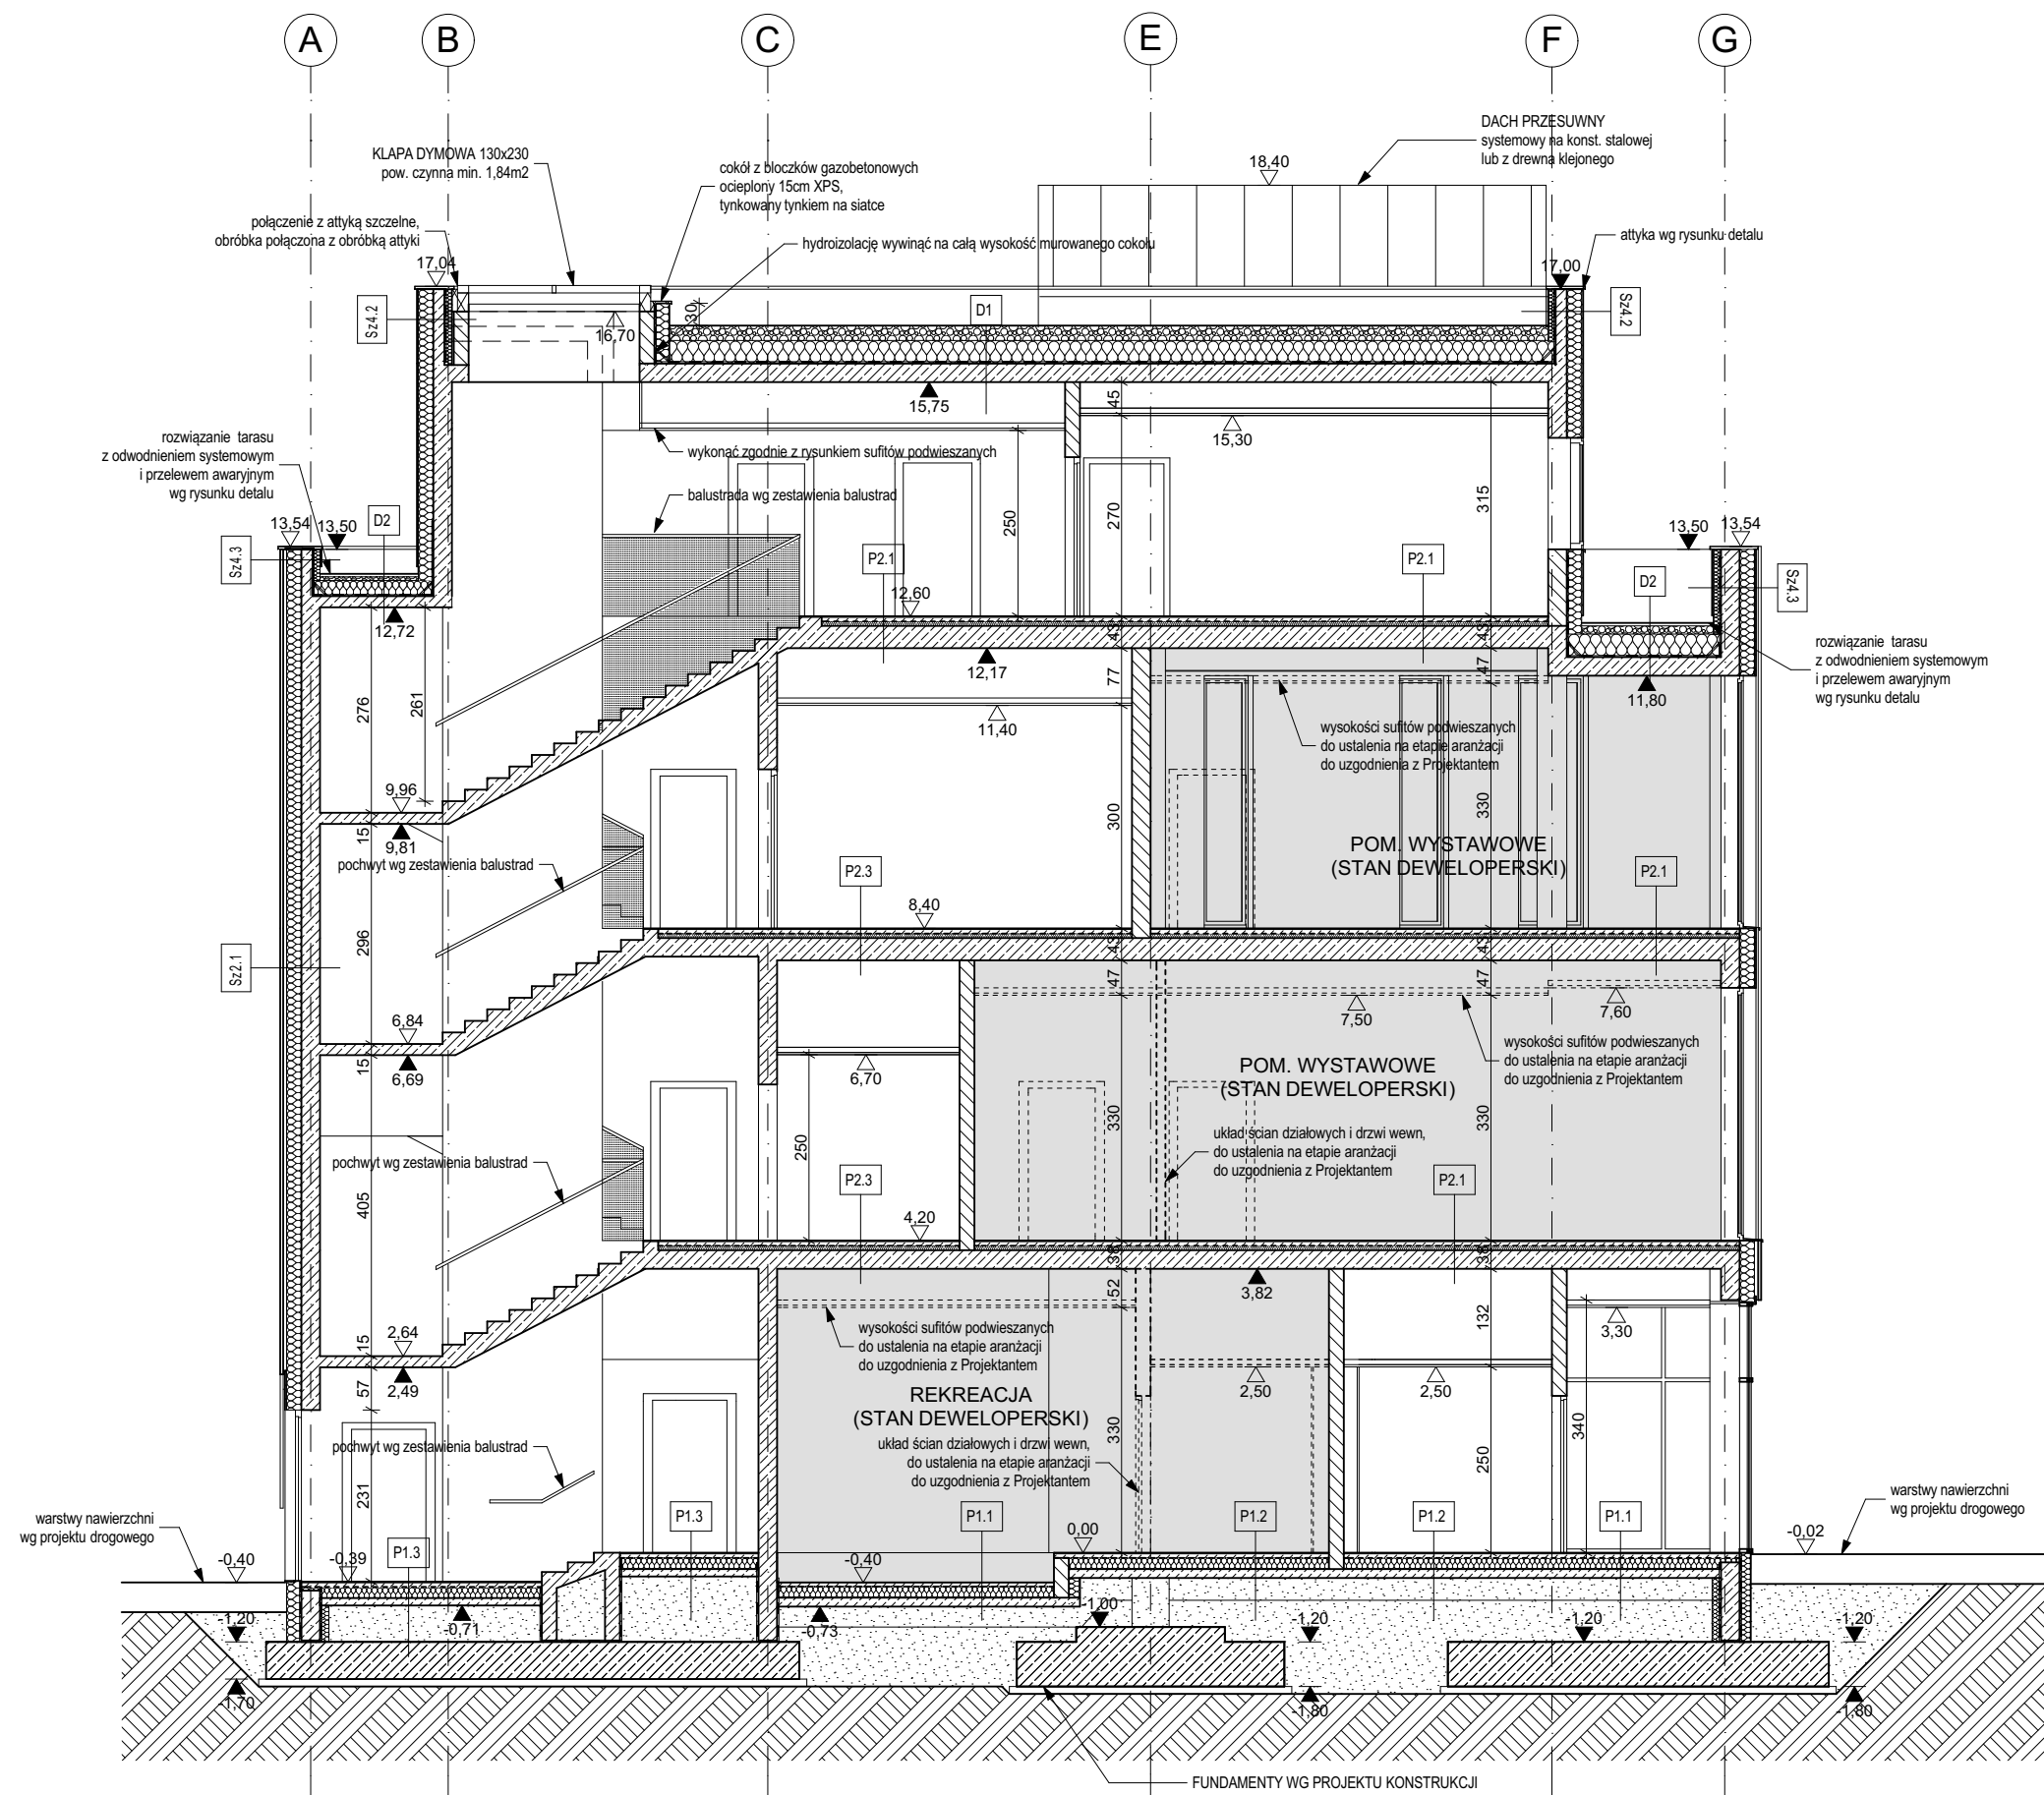 A
B
C
E
F
G
DACH PRZESUWNY
systemowy na konst. stalowej
lub z drewna klejonego
18,40
KLAPA DYMOWA 130x230
pow. czynna min. 1,84m2
cokół z bloczków gazobetonowych
ocieplony 15cm XPS,
tynkowany tynkiem na siatce
połączenie z attyką szczelne,
obróbka połączona z obróbką attyki
hydroizolację wywinąć na całą wysokość murowanego cokołu
attyka wg rysunku detalu
17,04
17,00
Sz4.2
30
D1
Sz4.2
16,70
15,75
45
15,30
rozwiązanie tarasu
z odwodnieniem systemowym
i przelewem awaryjnym
wg rysunku detalu
wykonać zgodnie z rysunkiem sufitów podwieszanych
balustrada wg zestawienia balustrad
250
270
315
13,54
13,50
D2
13,50
13,54
Sz4.3
P2.1
P2.1
D2
Sz4.3
12,60
12,72
43
43
12,17
77
47
11,80
rozwiązanie tarasu
z odwodnieniem systemowym
i przelewem awaryjnym
wg rysunku detalu
276
261
11,40
wysokości sufitów podwieszanych
do ustalenia na etapie aranżacji
do uzgodnienia z Projektantem
9,96
15
9,81
300
330
POM. WYSTAWOWE
(STAN DEWELOPERSKI)
pochwyt wg zestawienia balustrad
P2.3
P2.1
8,40
Sz2.1
296
43
43
47
47
7,50
7,60
6,84
15
6,69
6,70
wysokości sufitów podwieszanych
do ustalenia na etapie aranżacji
do uzgodnienia z Projektantem
POM. WYSTAWOWE
(STAN DEWELOPERSKI)
250
330
330
układ ścian działowych i drzwi wewn,
do ustalenia na etapie aranżacji
do uzgodnienia z Projektantem
pochwyt wg zestawienia balustrad
P2.3
P2.1
405
4,20
38
38
52
3,82
132
3,30
wysokości sufitów podwieszanych
do ustalenia na etapie aranżacji
do uzgodnienia z Projektantem
15
2,64
57
2,49
2,50
2,50
REKREACJA
(STAN DEWELOPERSKI)
330
340
250
układ ścian działowych i drzwi wewn,
do ustalenia na etapie aranżacji
do uzgodnienia z Projektantem
pochwyt wg zestawienia balustrad
231
warstwy nawierzchni
wg projektu drogowego
P1.3
P1.3
P1.1
P1.2
P1.2
P1.1
warstwy nawierzchni
wg projektu drogowego
-0,40
-0,39
-0,40
0,00
-0,02
-1,20
-0,71
-0,73
-1,00
-1,20
-1,20
-1,20
-1,70
-1,80
-1,80
FUNDAMENTY WG PROJEKTU KONSTRUKCJI